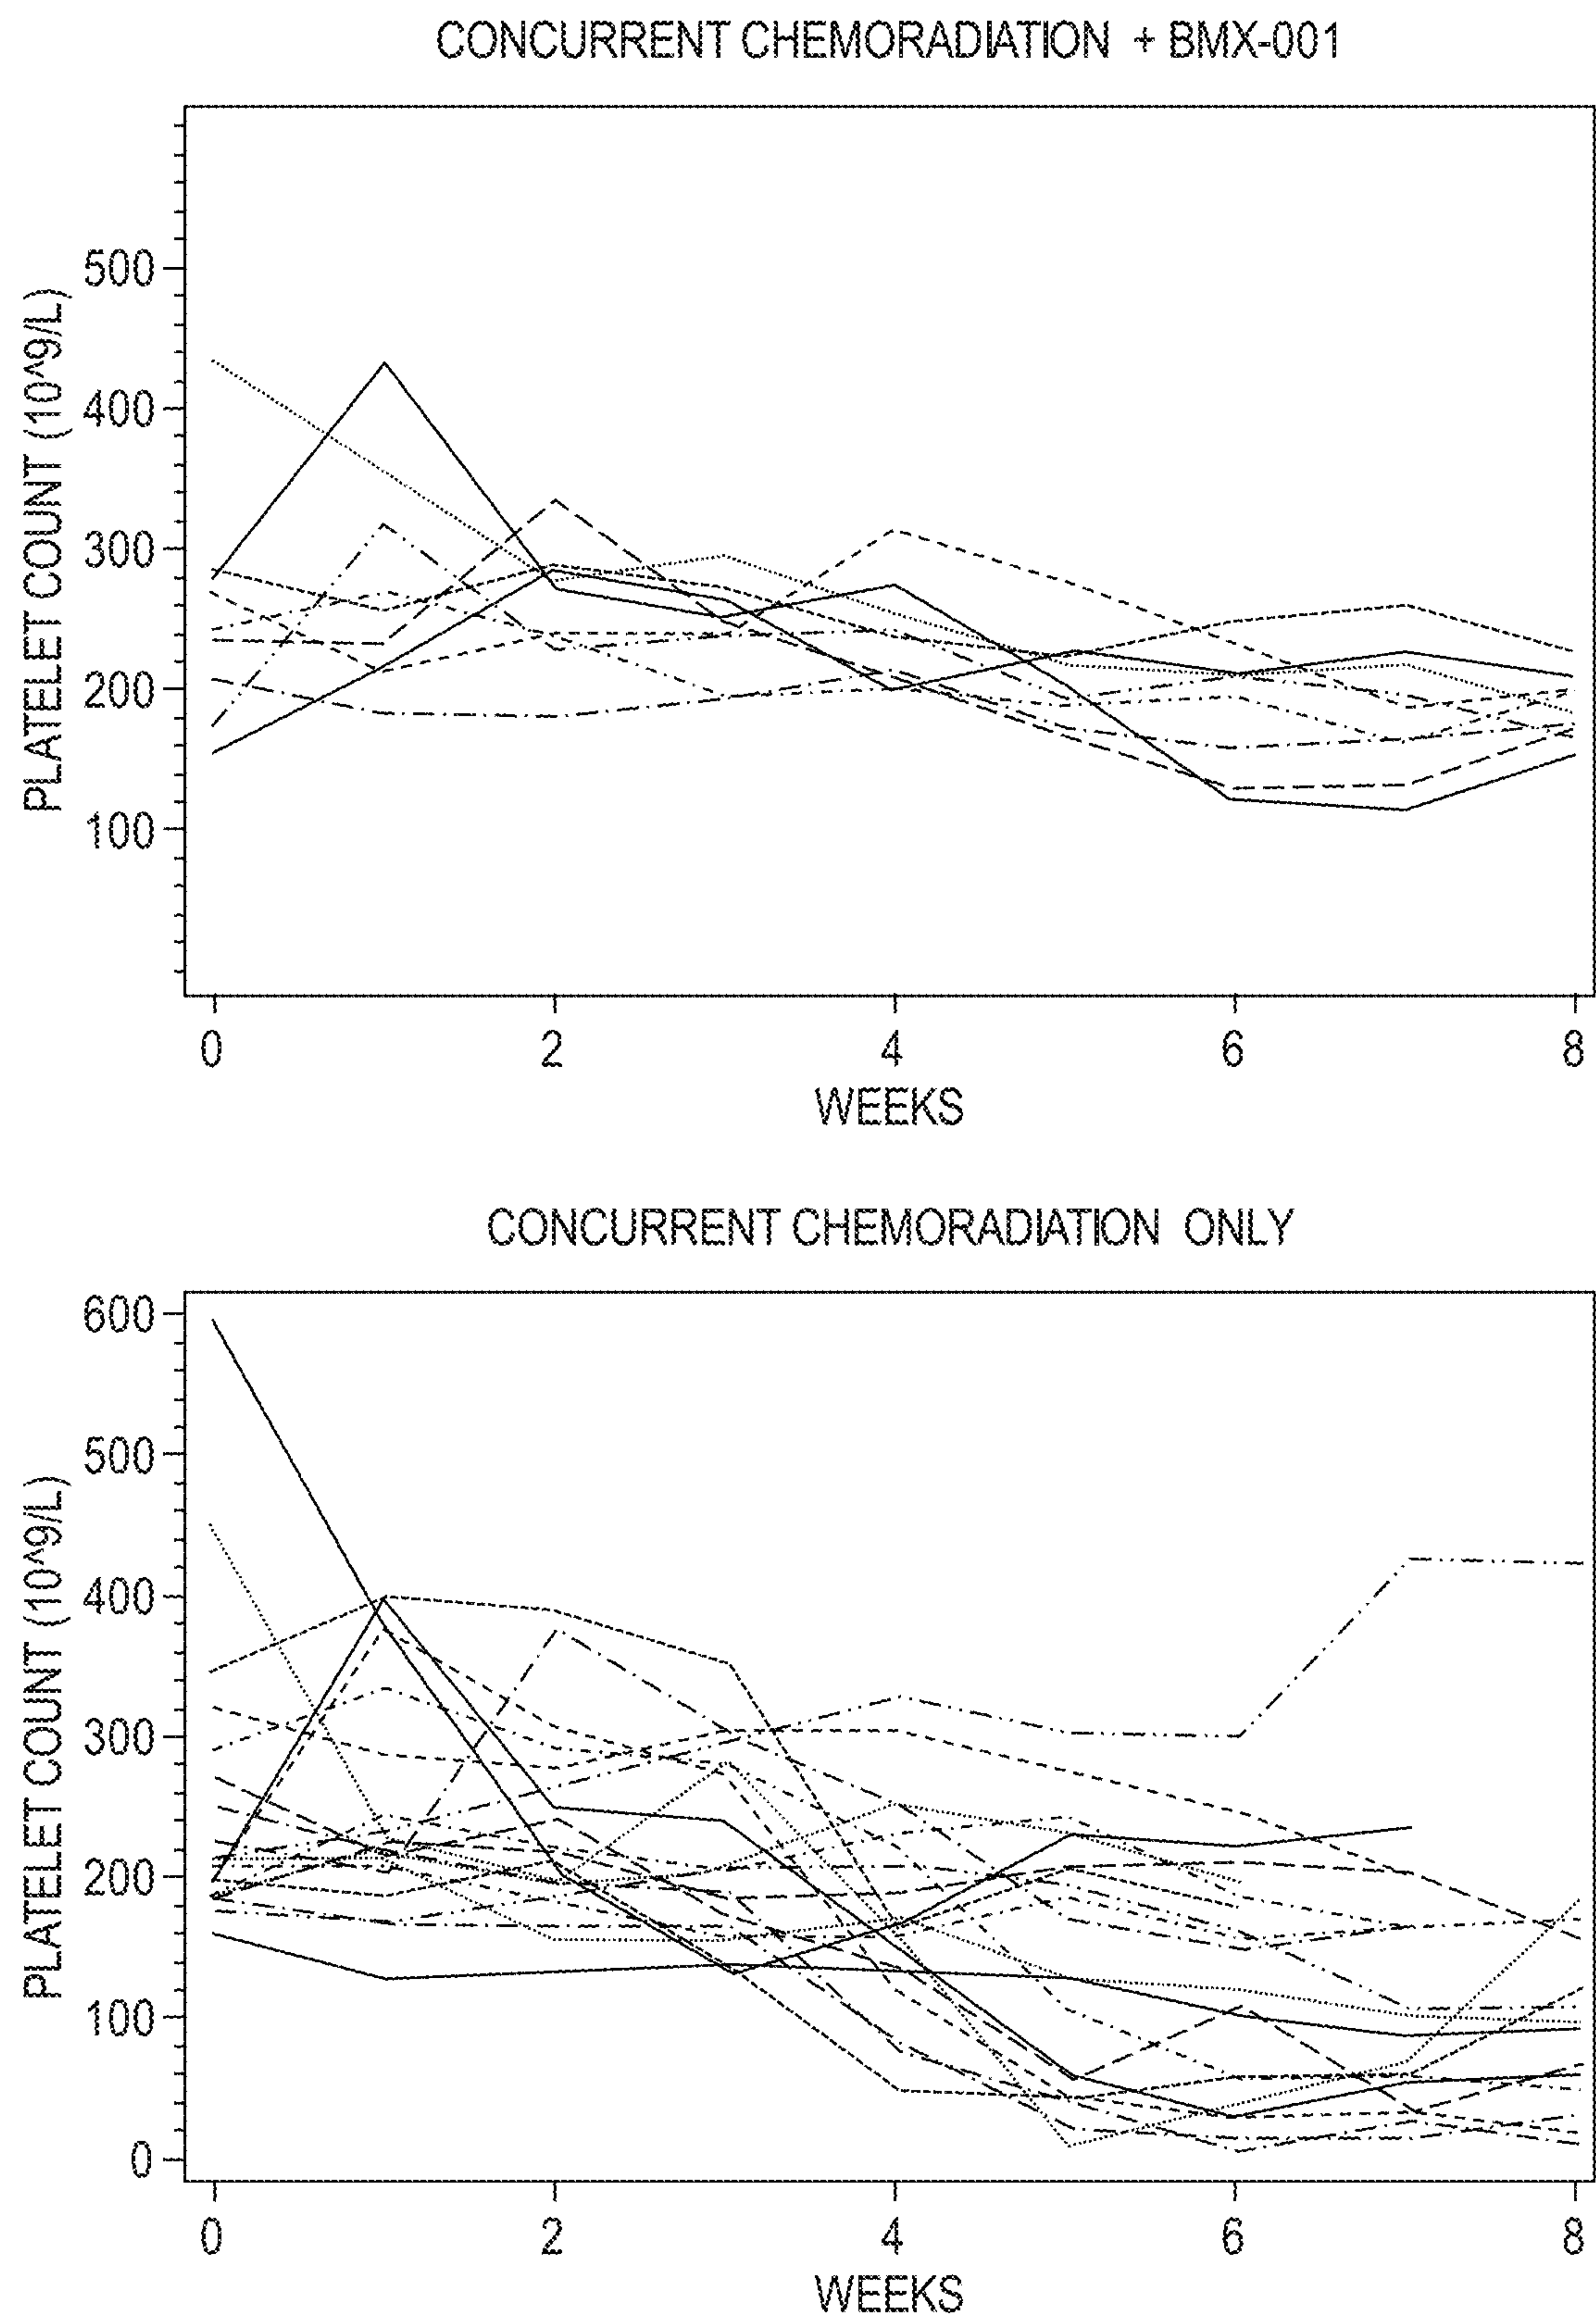 CONCURRENT CHEMORADIATION + BMX-001
PLATELET COUNT (10^9/L)
500
400
300
200
100
0 2 4 6 8
WEEKS
CONCURRENT CHEMORADIATION ONLY
PLATELET COUNT (10^9/L)
600
500
400
300
200
100
0
0 2 4 6 8
WEEKS